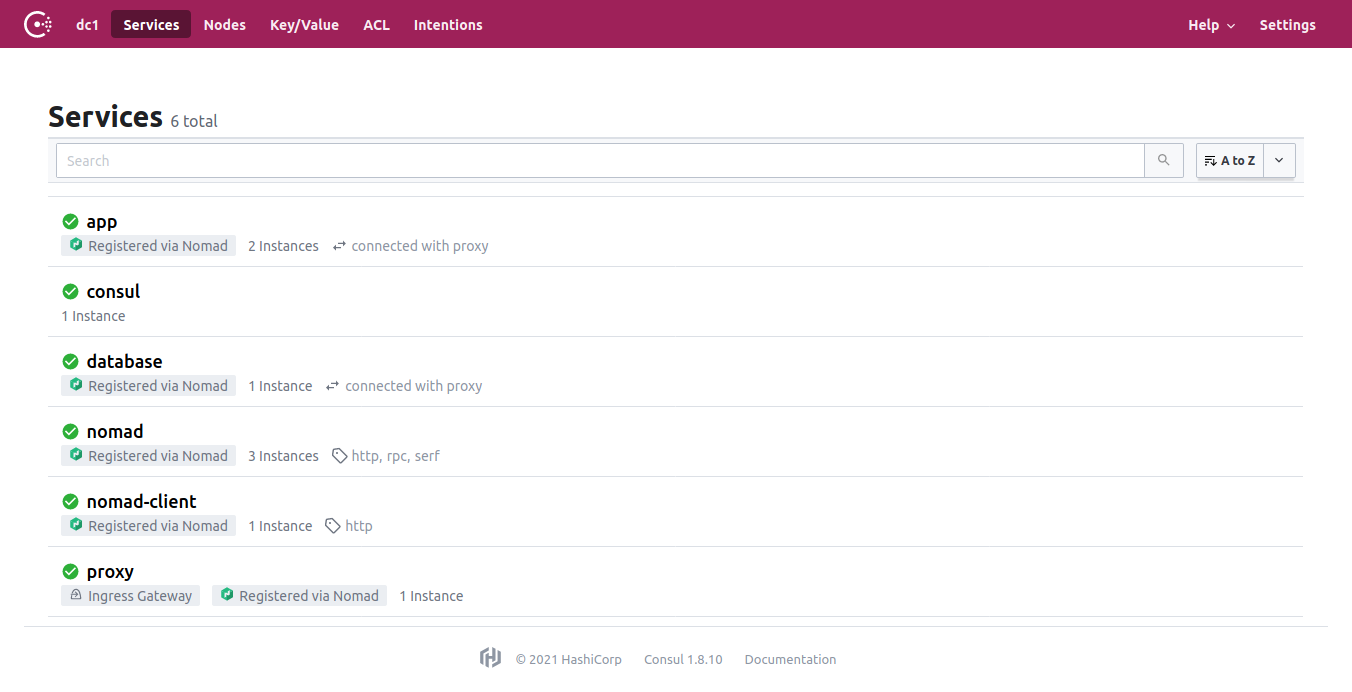 dc1 Services Nodes Key/Value ACL Intentions Help Settings
Services 6 total
Search A to Z
app
Registered via Nomad 2 Instances connected with proxy
consul
1 Instance
database
Registered via Nomad 1 Instance connected with proxy
nomad
Registered via Nomad 3 Instances http, rpc, serf
nomad-client
Registered via Nomad 1 Instance http
proxy
Ingress Gateway Registered via Nomad 1 Instance
© 2021 HashiCorp Consul 1.8.10 Documentation